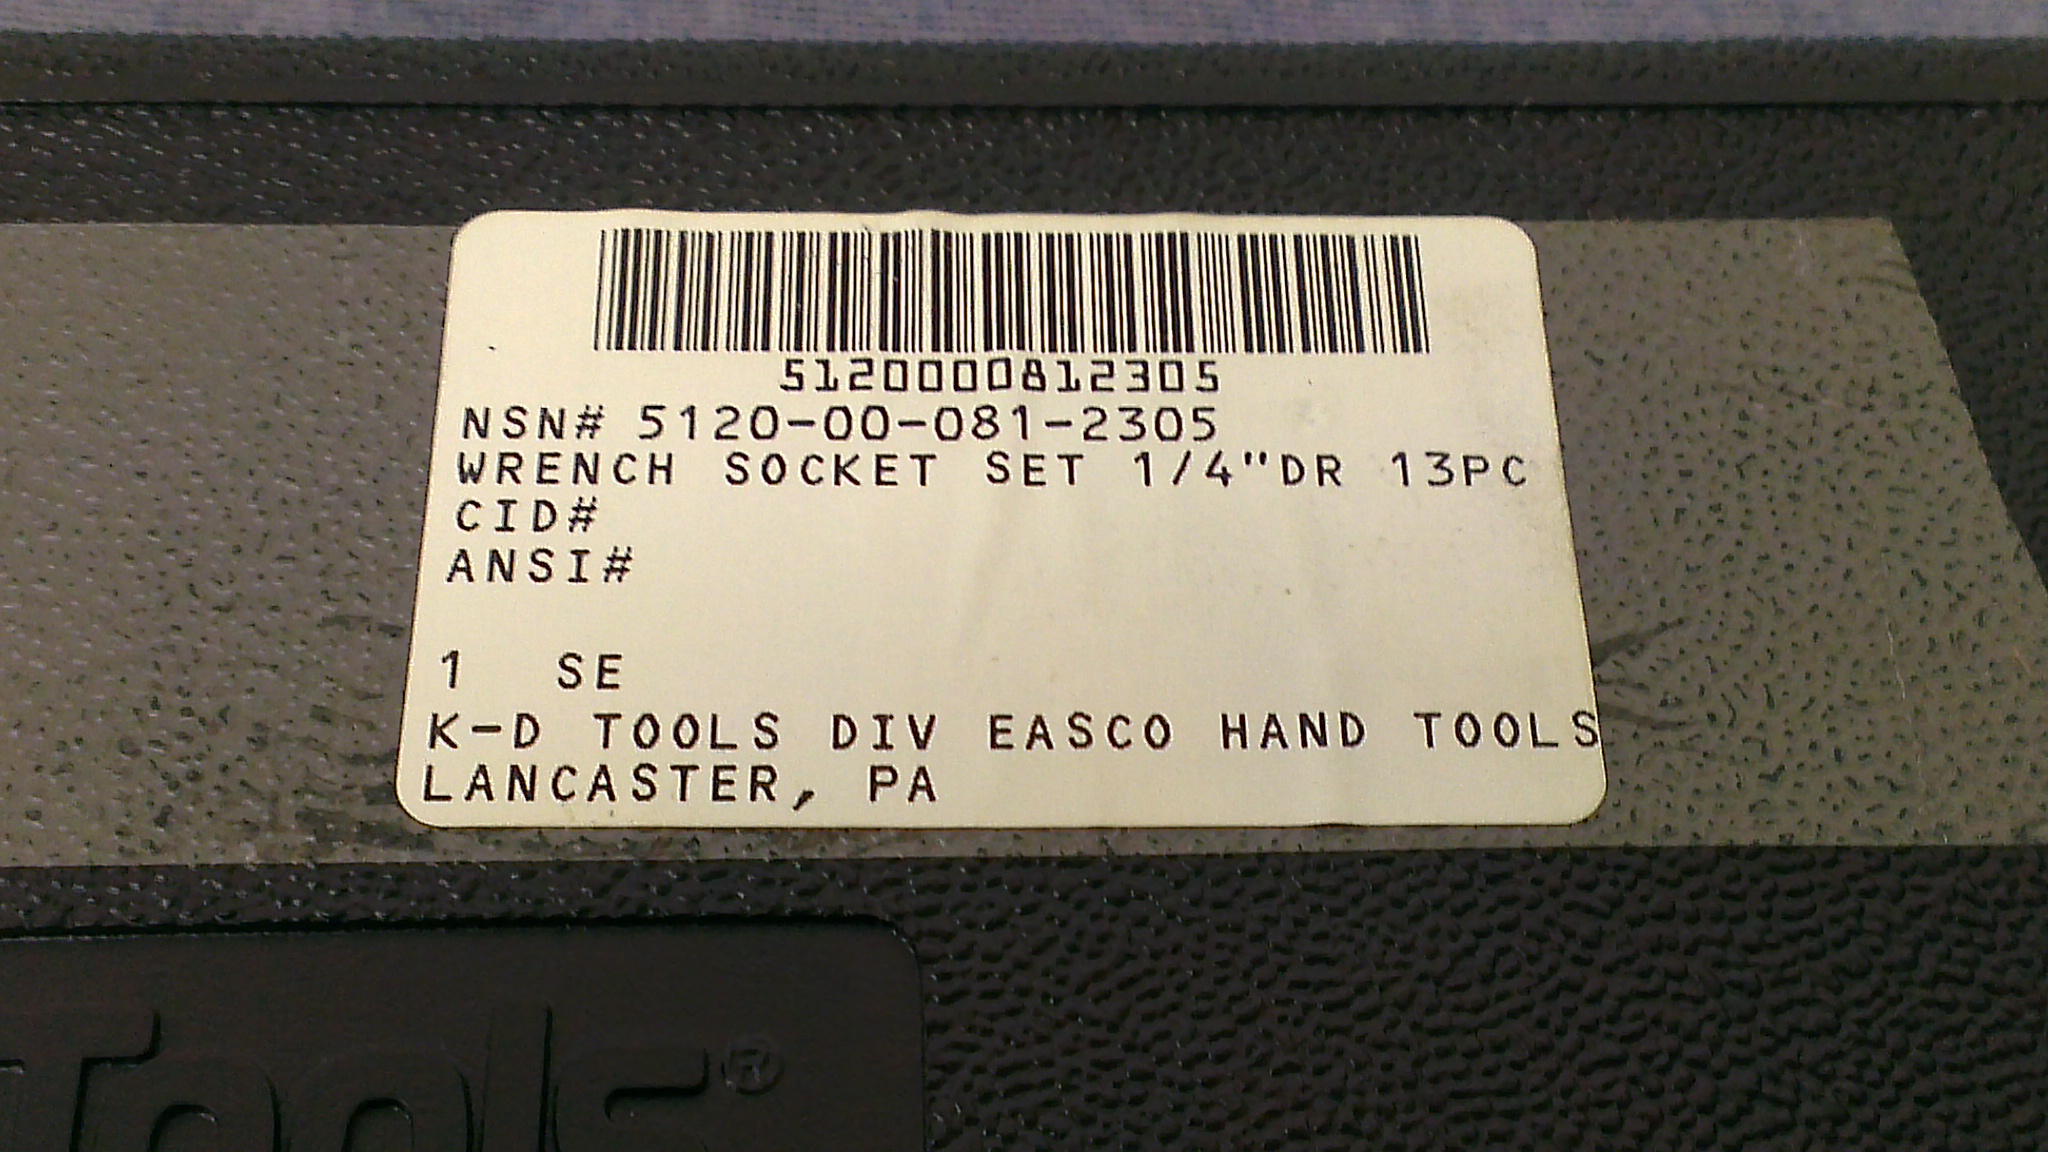 5120000812305
NSN# 5120-00-081-2305
WRENCH SOCKET SET 1/4"DR 13PC
CID#
ANSI#
1 SE
K-D TOOLS DIV EASCO HAND TOOLS
LANCASTER, PA
Tools®